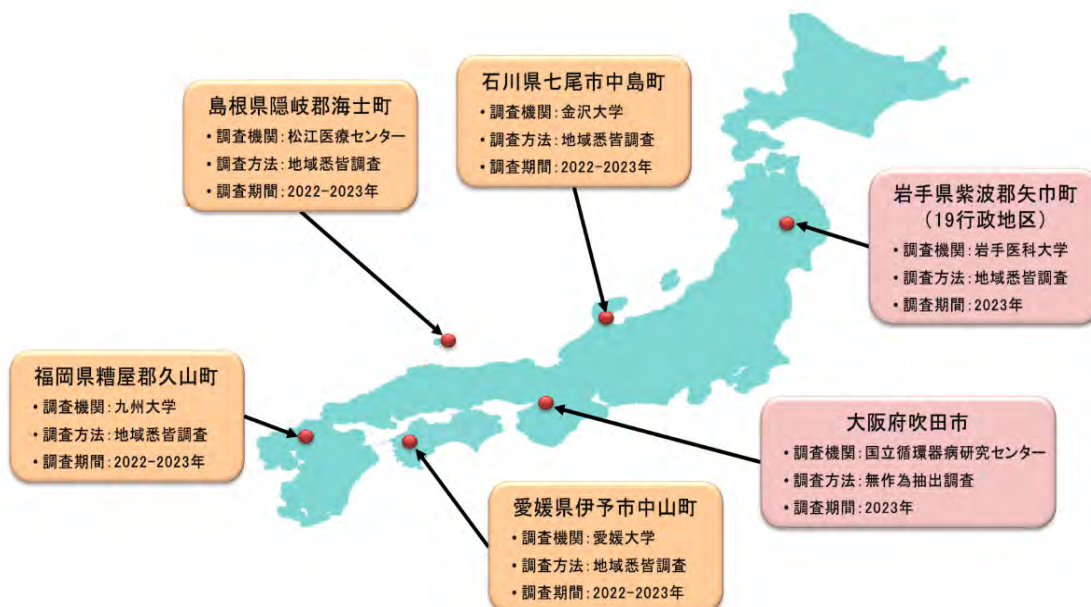 島根県隠岐郡海士町
・調査機関:松江医療センター
・調査方法:地域悉皆調査
・調査期間:2022-2023年
石川県七尾市中島町
・調査機関:金沢大学
・調査方法:地域悉皆調査
・調査期間:2022-2023年
岩手県紫波郡矢巾町
(19行政地区)
・調査機関:岩手医科大学
・調査方法:地域悉皆調査
・調査期間:2023年
福岡県糟屋郡久山町
・調査機関:九州大学
・調査方法:地域悉皆調査
・調査期間:2022-2023年
大阪府吹田市
・調査機関:国立循環器病研究センター
・調査方法:無作為抽出調査
・調査期間:2023年
愛媛県伊予市中山町
・調査機関:愛媛大学
・調査方法:地域悉皆調査
・調査期間:2022-2023年